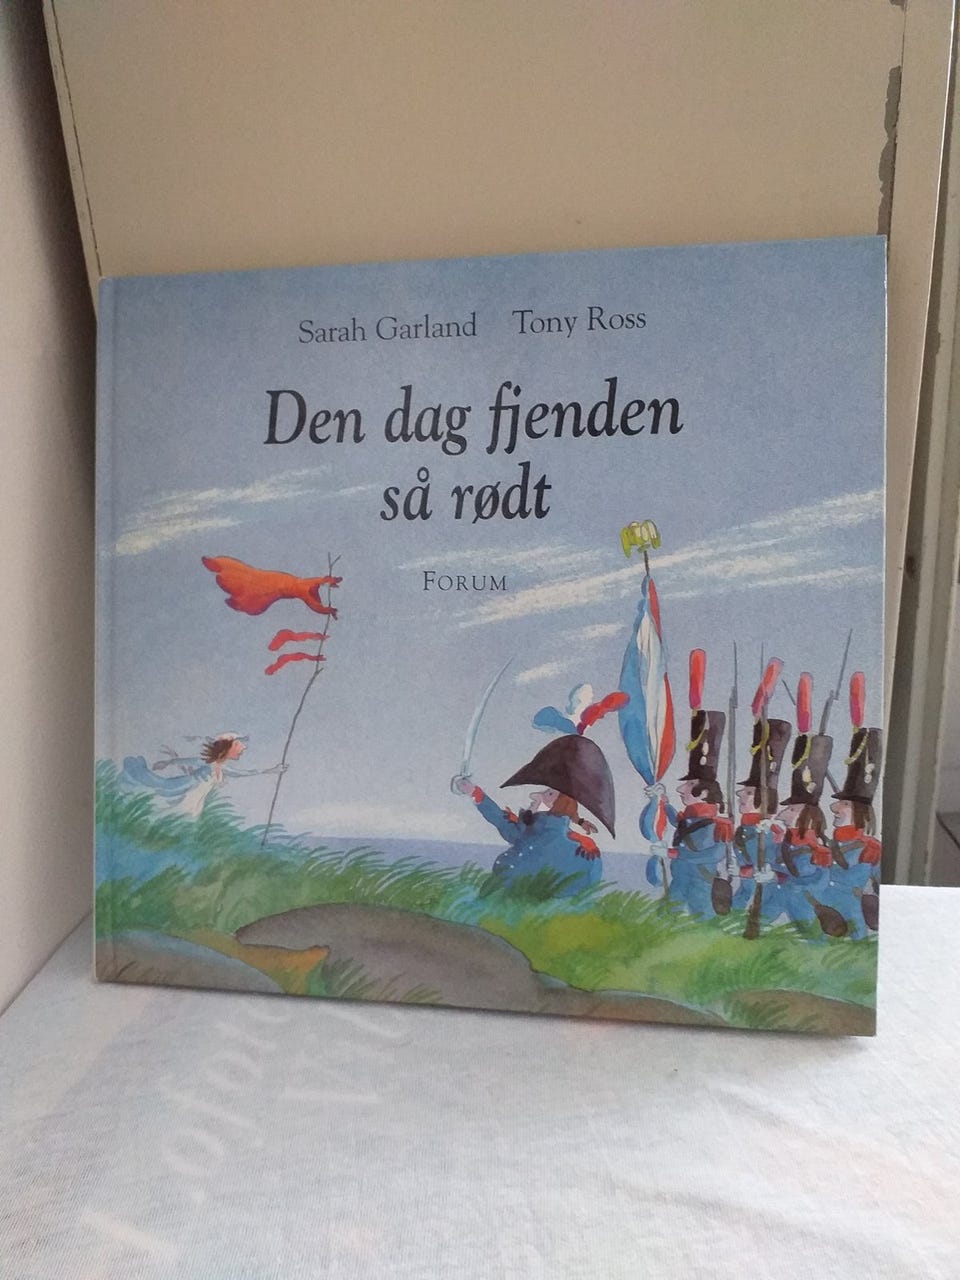 Sarah Garland Tony Ross
Den dag fjenden
så rødt
FORUM